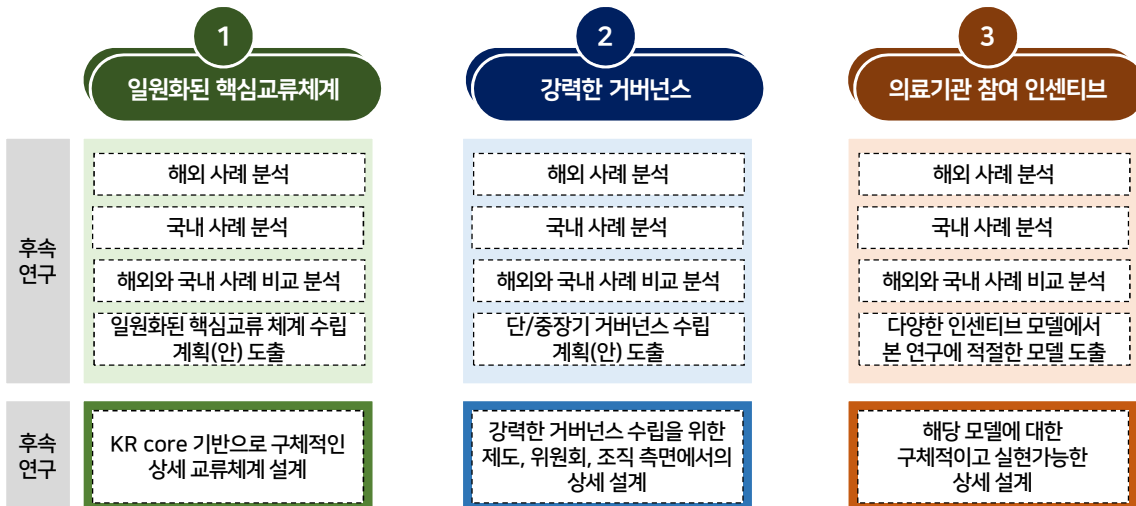 1
일원화된 핵심교류체계
2
강력한 거버넌스
3
의료기관 참여 인센티브
후속
연구
해외 사례 분석
국내 사례 분석
해외와 국내 사례 비교 분석
일원화된 핵심교류 체계 수립
계획(안) 도출
해외 사례 분석
국내 사례 분석
해외와 국내 사례 비교 분석
단/중장기 거버넌스 수립
계획(안) 도출
해외 사례 분석
국내 사례 분석
해외와 국내 사례 비교 분석
다양한 인센티브 모델에서
본 연구에 적절한 모델 도출
후속
연구
KR core 기반으로 구체적인
상세 교류체계 설계
강력한 거버넌스 수립을 위한
제도, 위원회, 조직 측면에서의
상세 설계
해당 모델에 대한
구체적이고 실현가능한
상세 설계